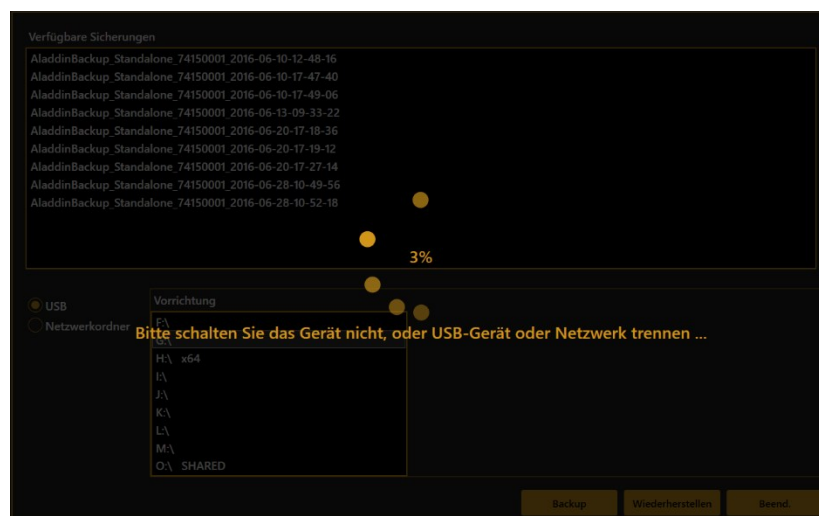 Verfügbare Sicherungen
AladdinBackup_Standalone_74150001_2016-06-10-12-48-16
AladdinBackup_Standalone_74150001_2016-06-10-17-47-40
AladdinBackup_Standalone_74150001_2016-06-10-17-49-06
AladdinBackup_Standalone_74150001_2016-06-13-09-33-22
AladdinBackup_Standalone_74150001_2016-06-20-17-18-36
AladdinBackup_Standalone_74150001_2016-06-20-17-19-12
AladdinBackup_Standalone_74150001_2016-06-20-17-27-14
AladdinBackup_Standalone_74150001_2016-06-28-10-49-56
AladdinBackup_Standalone_74150001_2016-06-28-10-52-18
3%
USB
Netzwerkordner
Vorrichtung
F:\
Bitte schalten Sie das Gerät nicht, oder USB-Gerät oder Netzwerk trennen ...
G:\
H:\ x64
I:\
J:\
K:\
L:\
M:\
O:\ SHARED
Backup
Wiederherstellen
Beend.